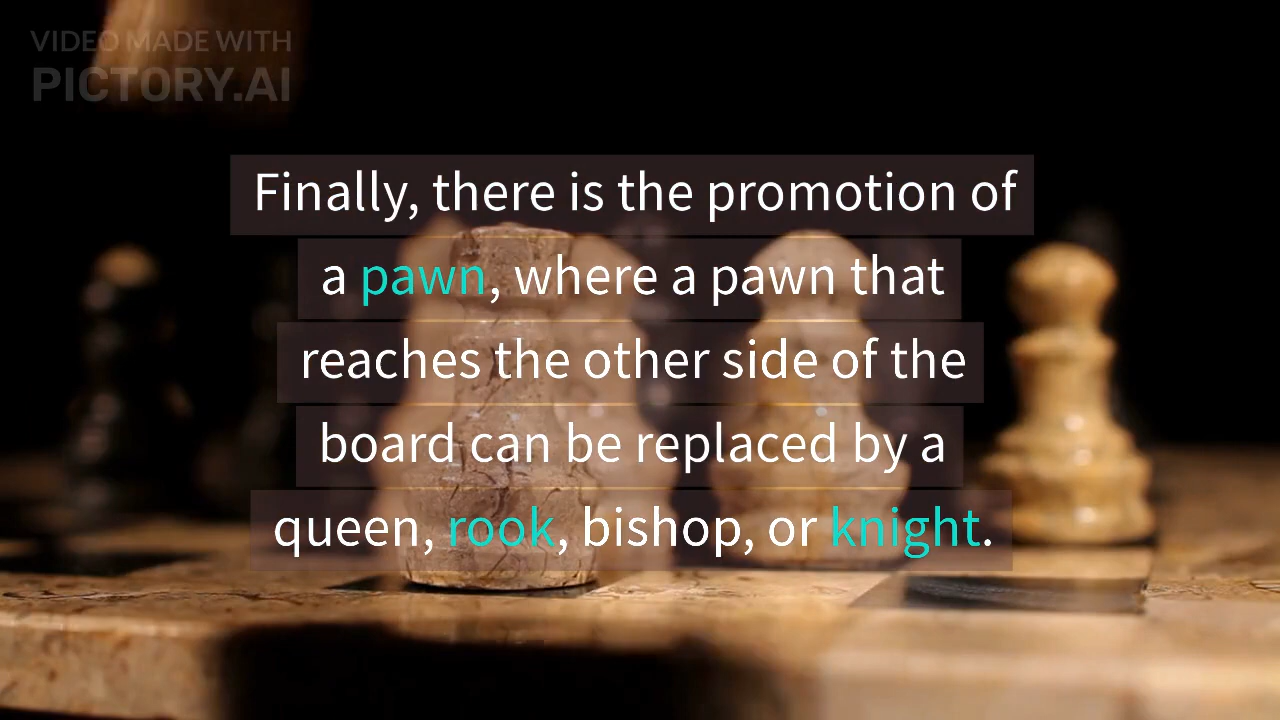 VIDEO MADE WITH
PICTORY.AI
Finally, there is the promotion of
a pawn, where a pawn that
reaches the other side of the
board can be replaced by a
queen, rook, bishop, or knight.